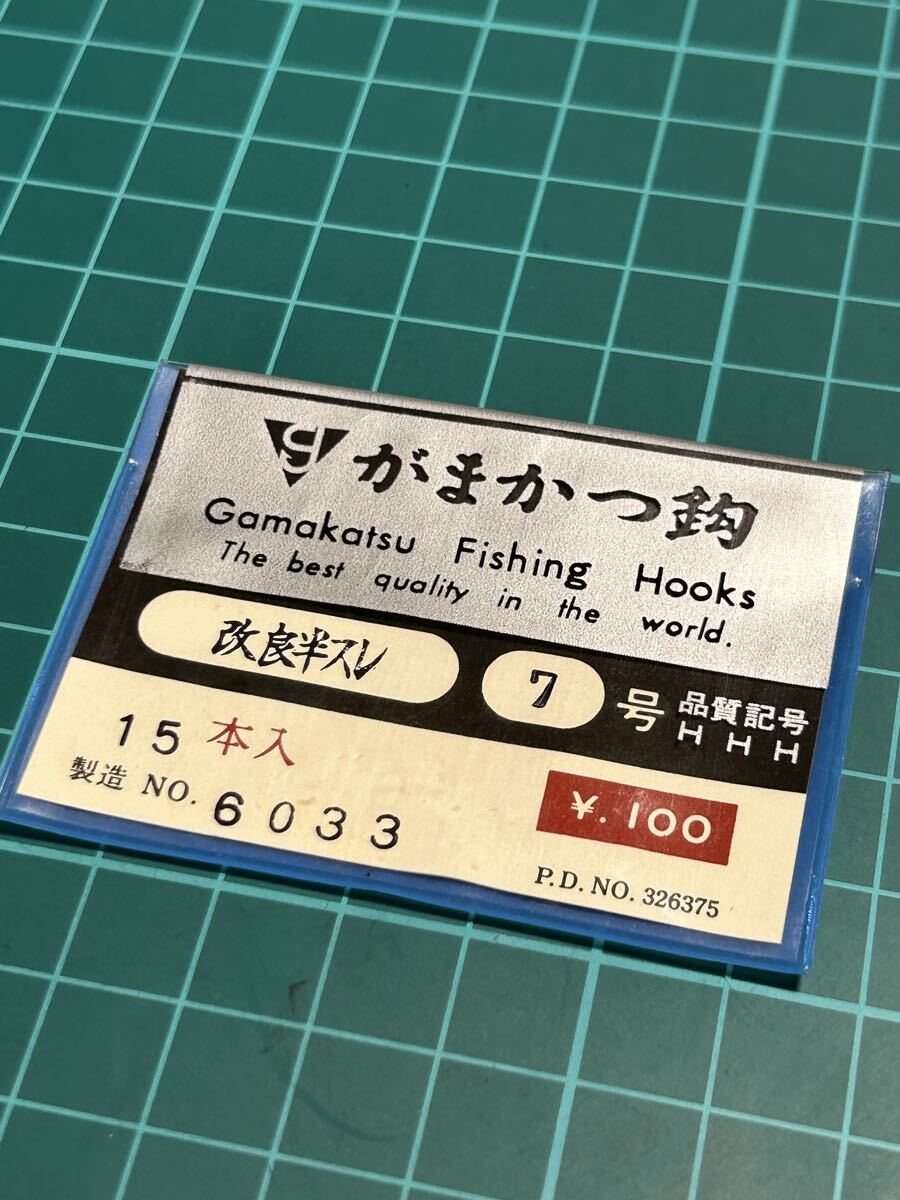 g がまかつ鈎
Gamakatsu Fishing Hooks
The best quality in the world.
改良半スレ 7 号 品質記号
H H H
15 本入
製造 NO. 6033
¥. 100
P.D. NO. 326375